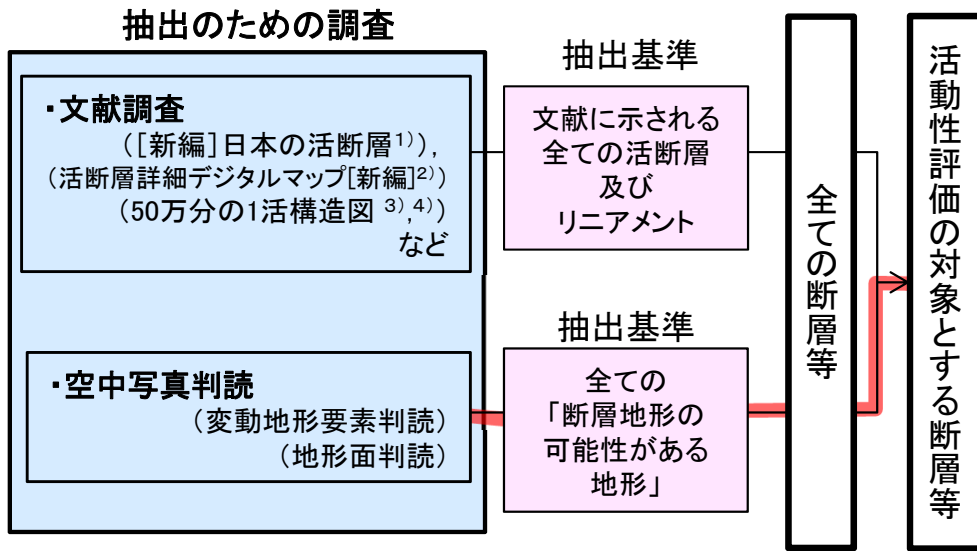 抽出のための調査
・文献調査
([新編]日本の活断層1)),
(活断層詳細デジタルマップ[新編]2))
(50万分の1活構造図 3),4))
など
抽出基準
文献に示される
全ての活断層
及び
リニアメント
・空中写真判読
(変動地形要素判読)
(地形面判読)
抽出基準
全ての
「断層地形の
可能性がある
地形」
全ての断層等
活動性評価の対象とする断層等